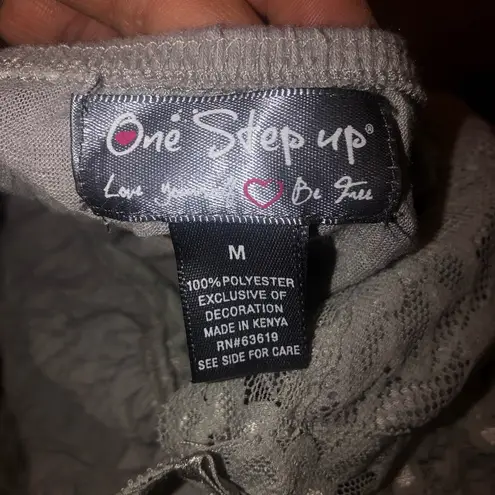 One Step up®
Love yourself Be Free
M
100%POLYESTER
EXCLUSIVE OF
DECORATION
MADE IN KENYA
RN#63619
SEE SIDE FOR CARE